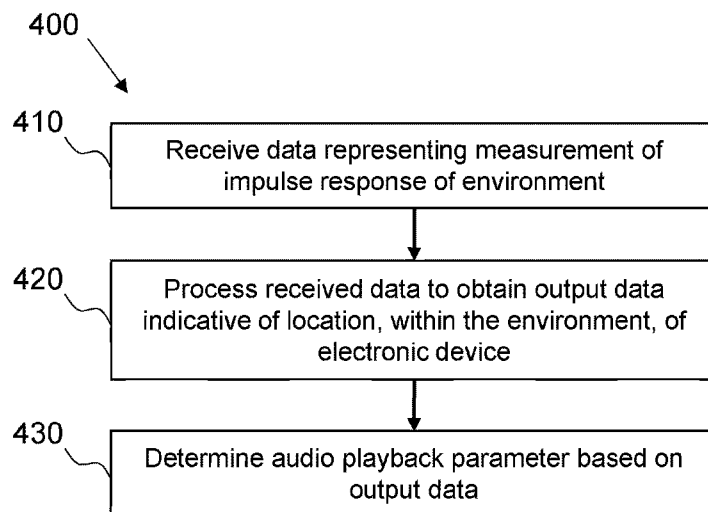 400
410
Receive data representing measurement of
impulse response of environment
420
Process received data to obtain output data
indicative of location, within the environment, of
electronic device
430
Determine audio playback parameter based on
output data